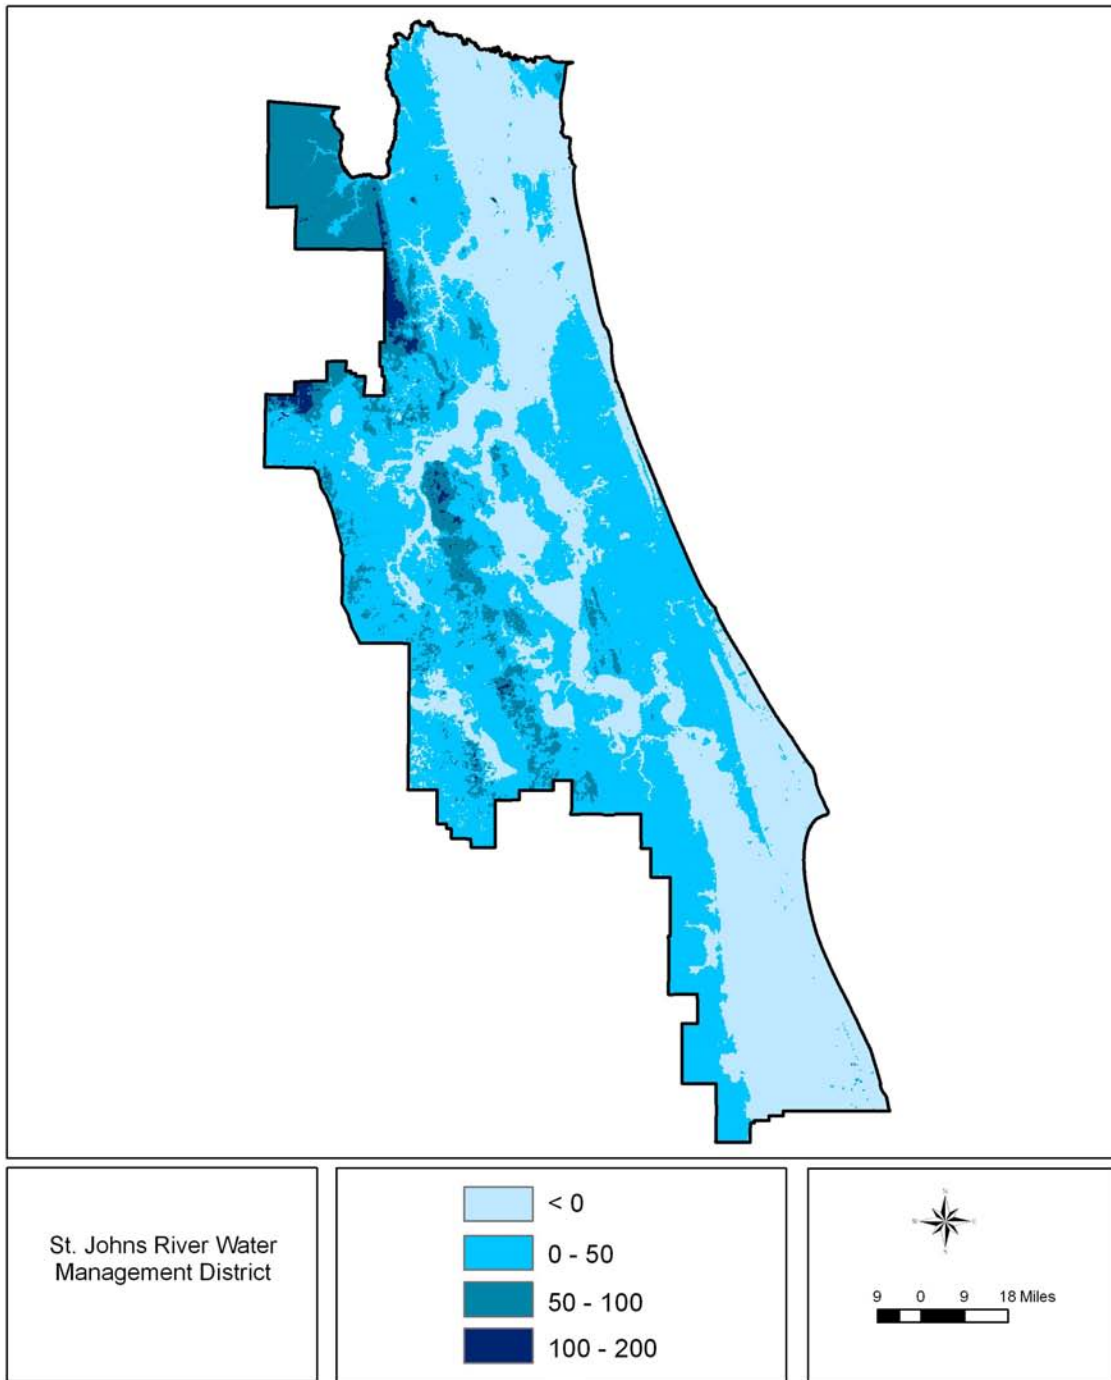 St. Johns River Water
Management District
< 0
0 - 50
50 - 100
100 - 200
N
9 0 9 18 Miles